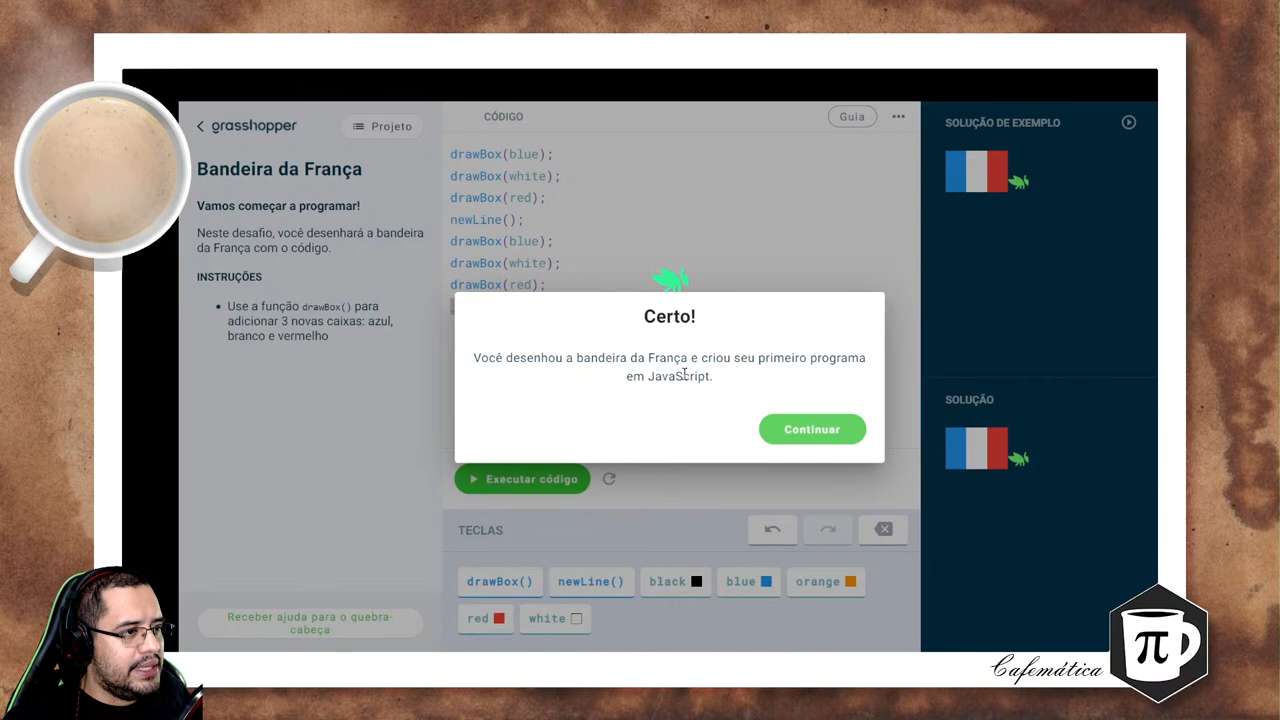 grasshopper
Projeto
Bandeira da França
Vamos começar a programar!
Neste desafio, você desenhará a bandeira
da França com o código.
INSTRUÇÕES
Use a função drawBox() para
adicionar 3 novas caixas: azul,
branco e vermelho
Receber ajuda para o quebra-
cabeça
CÓDIGO
Guia
drawBox(blue);
drawBox(white);
drawBox(red);
newLine();
drawBox(blue);
drawBox(white);
drawBox(red);
Certo!
Você desenhou a bandeira da França e criou seu primeiro programa
em JavaScript.
Continuar
Executar código
TECLAS
drawBox() newLine() black blue orange
red white
SOLUÇÃO DE EXEMPLO
SOLUÇÃO
Cafemática
π